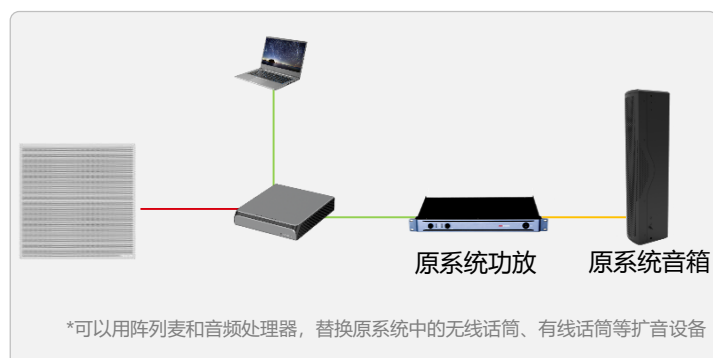 原系统功放
原系统音箱
*可以用阵列麦和音频处理器，替换原系统中的无线话筒、有线话筒等扩音设备